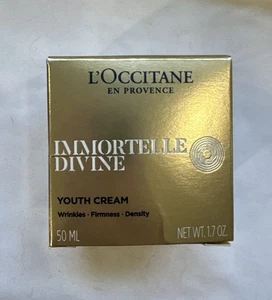 L'OCCITANE
EN PROVENCE
IMMORTELLE
DIVINE
YOUTH CREAM
Wrinkles · Firmness · Density
50 ML NET WT. 1.7 OZ.